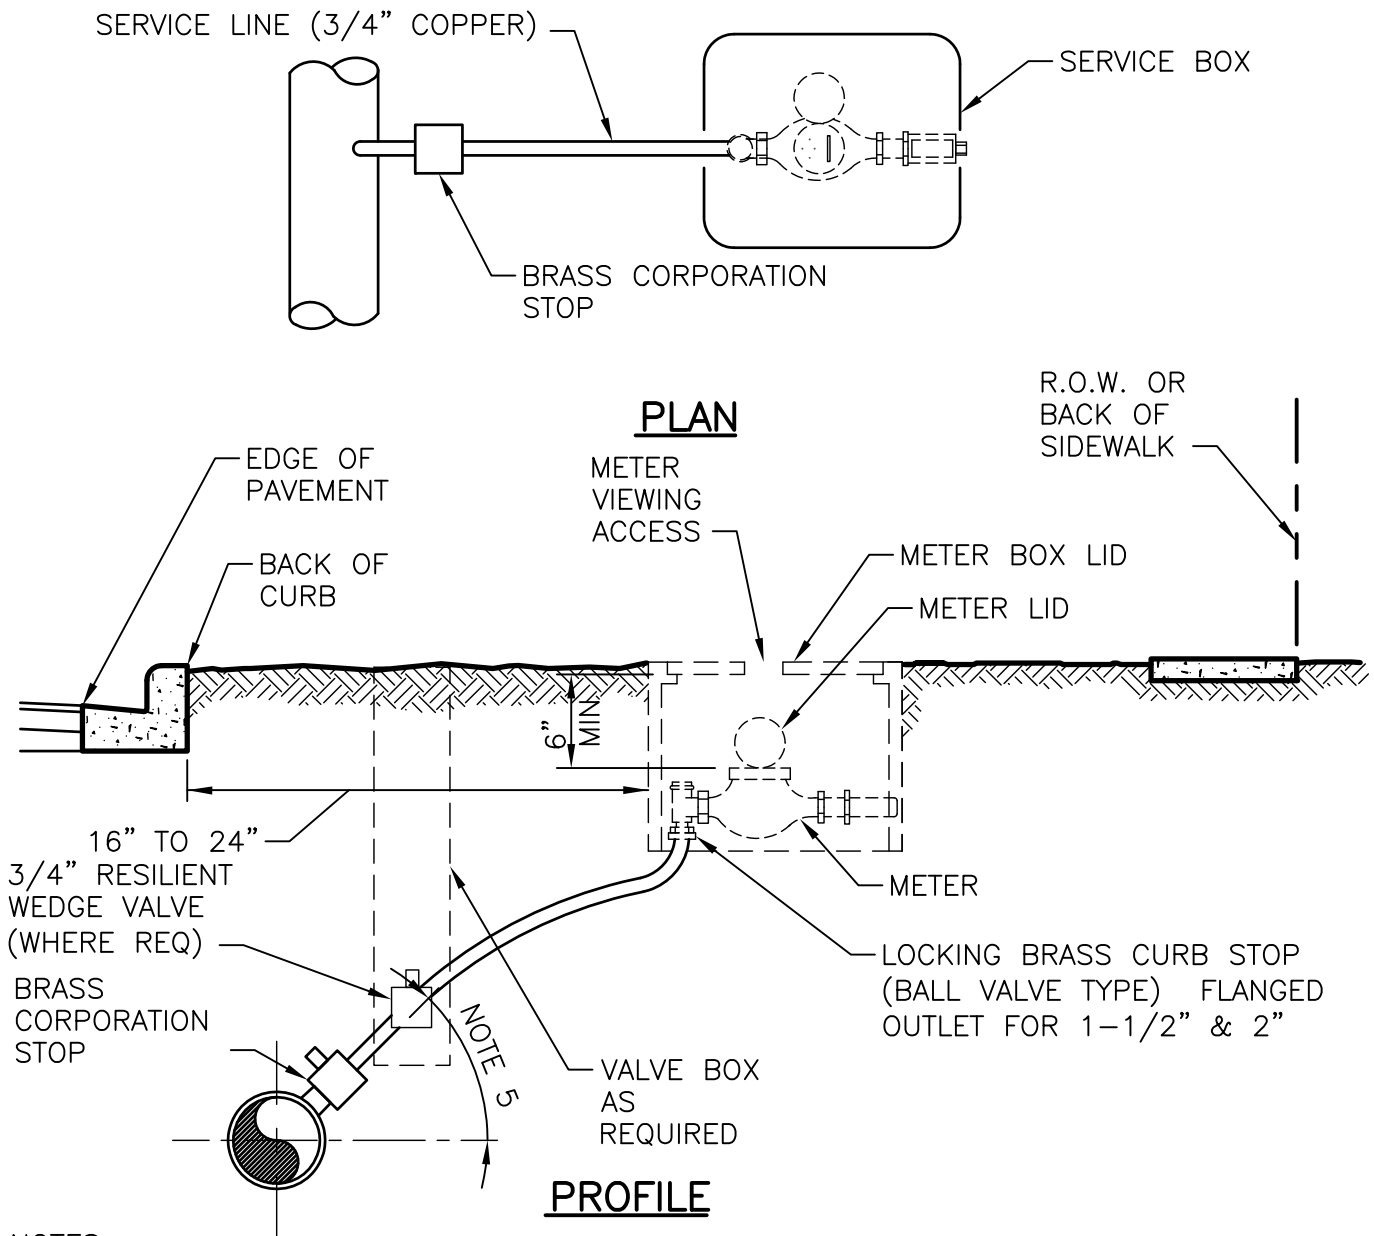 SERVICE LINE (3/4" COPPER)
SERVICE BOX
BRASS CORPORATION
STOP
PLAN
R.O.W. OR
BACK OF
SIDEWALK
EDGE OF
PAVEMENT
METER
VIEWING
ACCESS
BACK OF
CURB
METER BOX LID
METER LID
6"
MIN
16" TO 24"
3/4" RESILIENT
WEDGE VALVE
(WHERE REQ)
METER
BRASS
CORPORATION
STOP
LOCKING BRASS CURB STOP
(BALL VALVE TYPE) FLANGED
OUTLET FOR 1-1/2" & 2"
NOTE 5
VALVE BOX
AS
REQUIRED
PROFILE